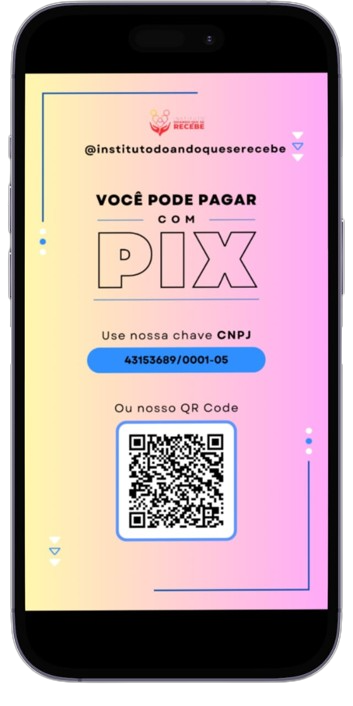 RECEBE
@institutodoandoqueserecebe
VOCÊ PODE PAGAR
COM
PIX
Use nossa chave CNPJ
43153689/0001-05
Ou nosso QR Code